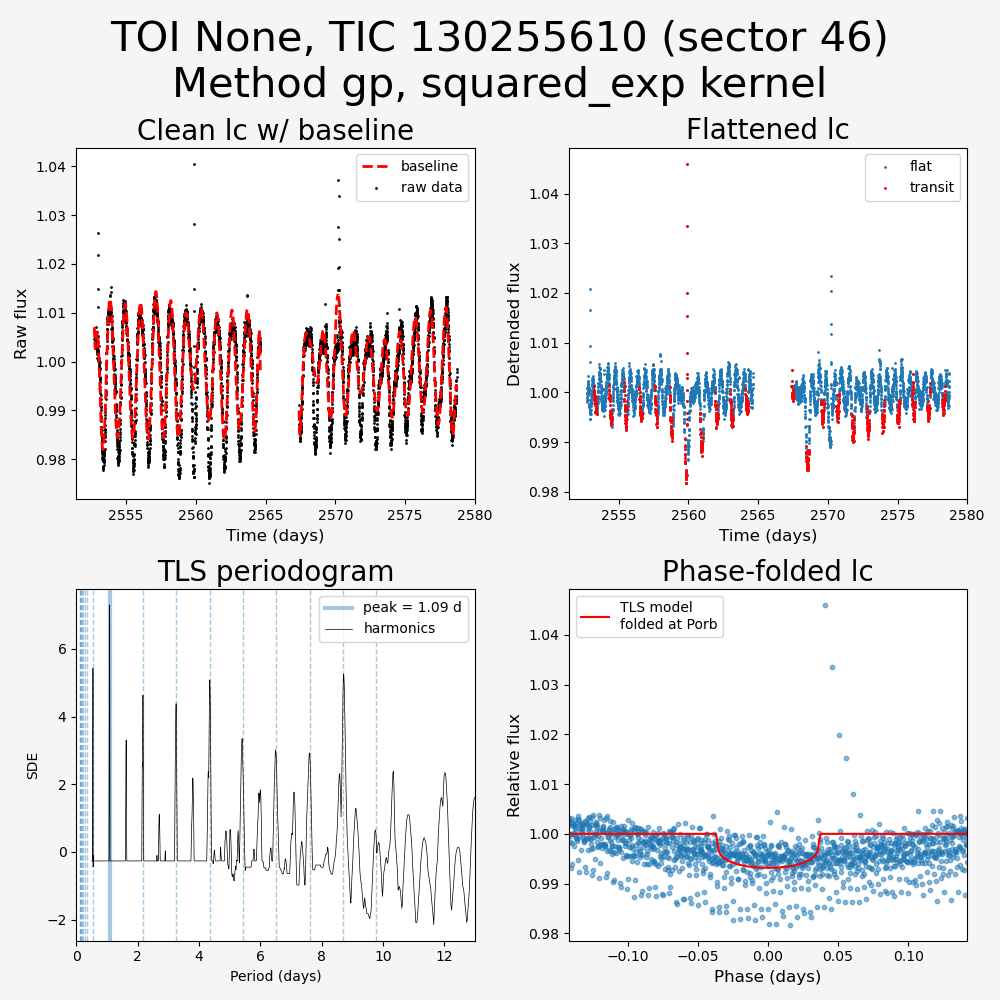 TOI None, TIC 130255610 (sector 46)
Method gp, squared_exp kernel
Clean lc w/ baseline
Raw flux
1.04
1.03
1.02
1.01
1.00
0.99
0.98
baseline
raw data
2555
2560
2565
2570
2575
2580
Time (days)
Flattened lc
Detrended flux
1.04
1.03
1.02
1.01
1.00
0.99
0.98
flat
transit
2555
2560
2565
2570
2575
2580
Time (days)
TLS periodogram
SDE
6
4
2
0
−2
peak = 1.09 d
harmonics
0
2
4
6
8
10
12
Period (days)
Phase-folded lc
Relative flux
1.04
1.03
1.02
1.01
1.00
0.99
0.98
TLS model
folded at Porb
−0.10
−0.05
0.00
0.05
0.10
Phase (days)